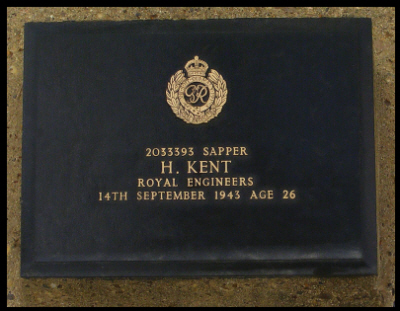 2033393 SAPPER
H. KENT
ROYAL ENGINEERS
14TH SEPTEMBER 1943 AGE 26